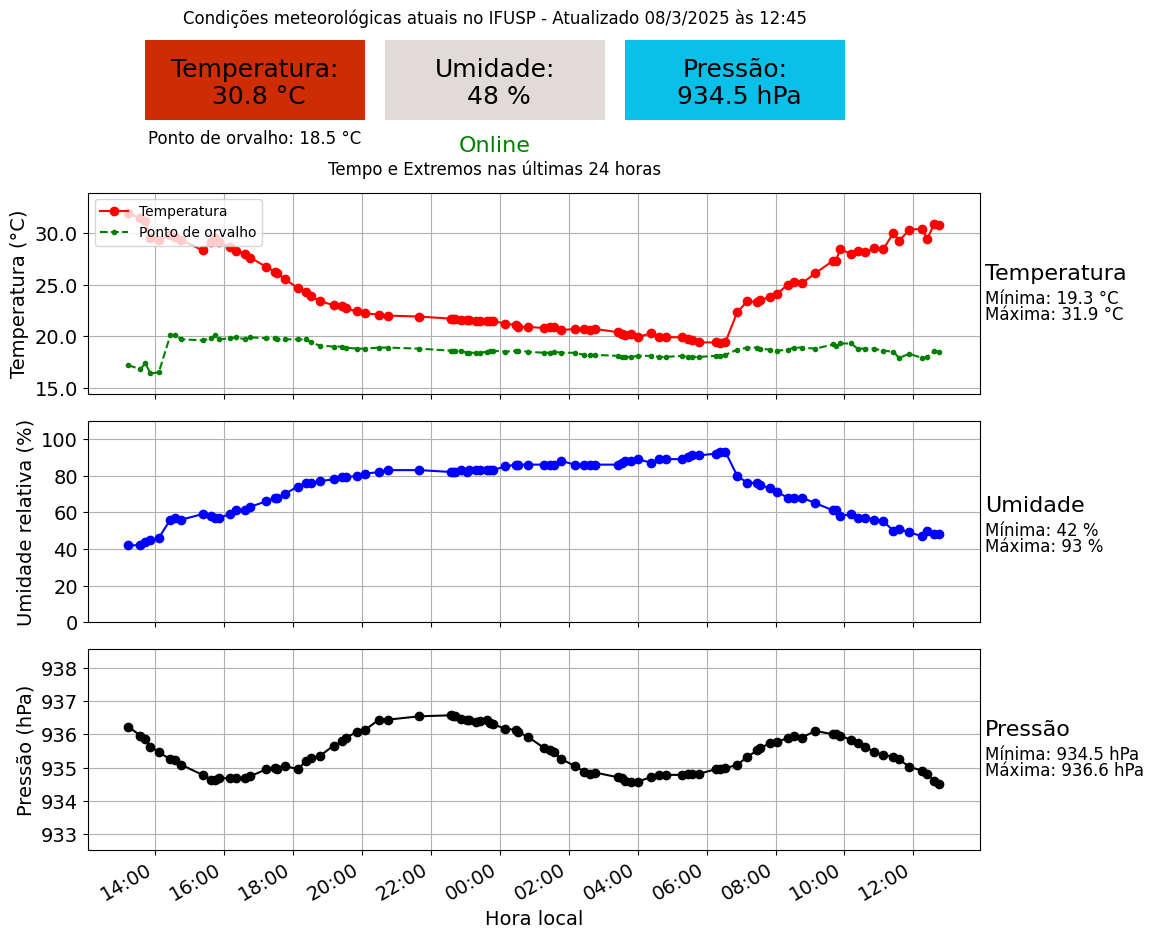 Condições meteorológicas atuais no IFUSP - Atualizado 08/3/2025 às 12:45
Temperatura:
30.8 °C
Umidade:
48 %
Pressão:
934.5 hPa
Ponto de orvalho: 18.5 °C
Online
Tempo e Extremos nas últimas 24 horas
Temperatura (°C)
30.0
25.0
20.0
15.0
Temperatura
Ponto de orvalho
Temperatura
Mínima: 19.3 °C
Máxima: 31.9 °C
Umidade relativa (%)
100
80
60
40
20
0
Umidade
Mínima: 42 %
Máxima: 93 %
Pressão (hPa)
938
937
936
935
934
933
Pressão
Mínima: 934.5 hPa
Máxima: 936.6 hPa
14:00
16:00
18:00
20:00
22:00
00:00
02:00
04:00
06:00
08:00
10:00
12:00
Hora local